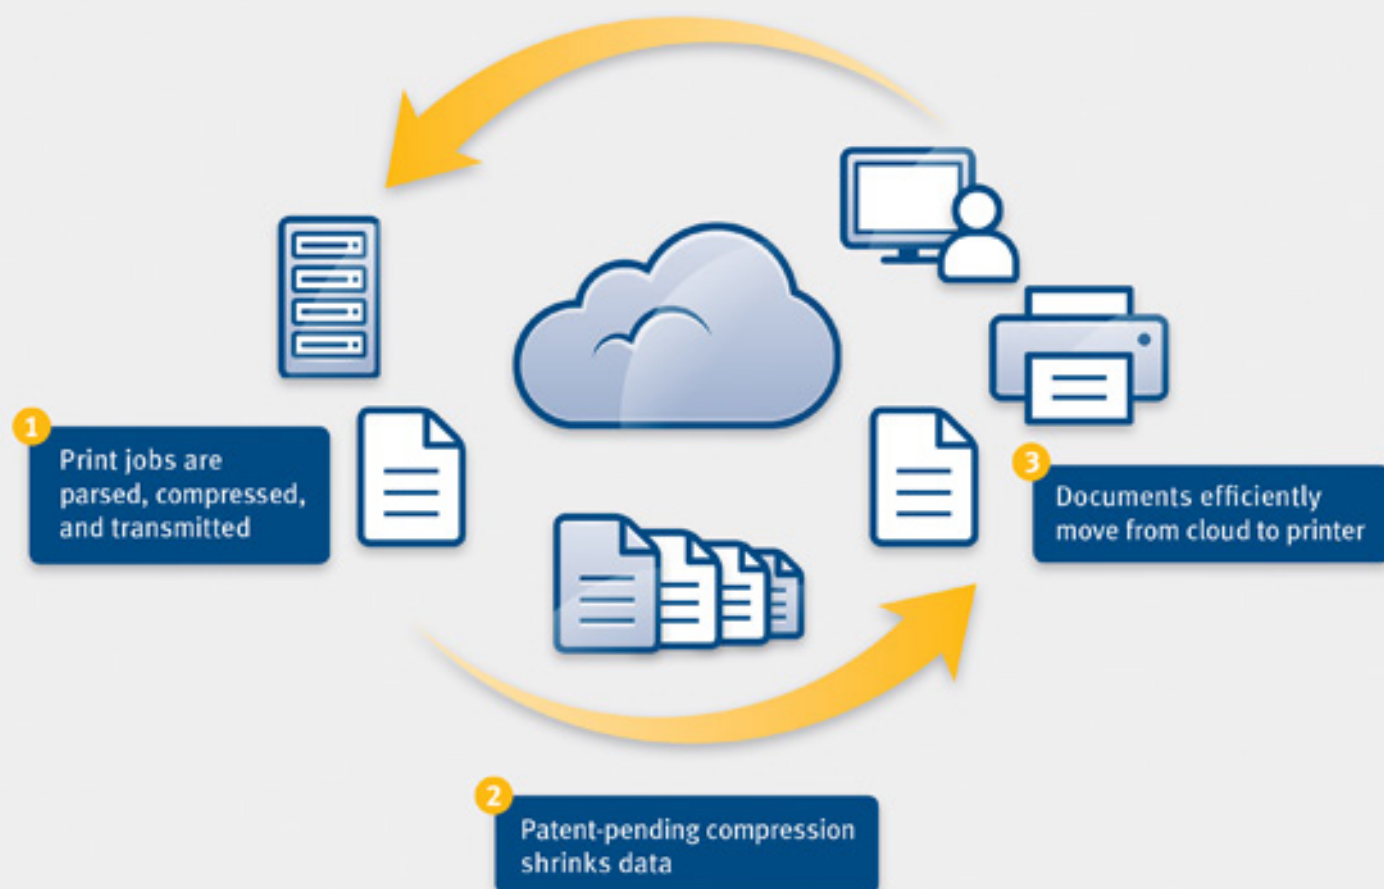 1
Print jobs are
parsed, compressed,
and transmitted
3
Documents efficiently
move from cloud to printer
2
Patent-pending compression
shrinks data